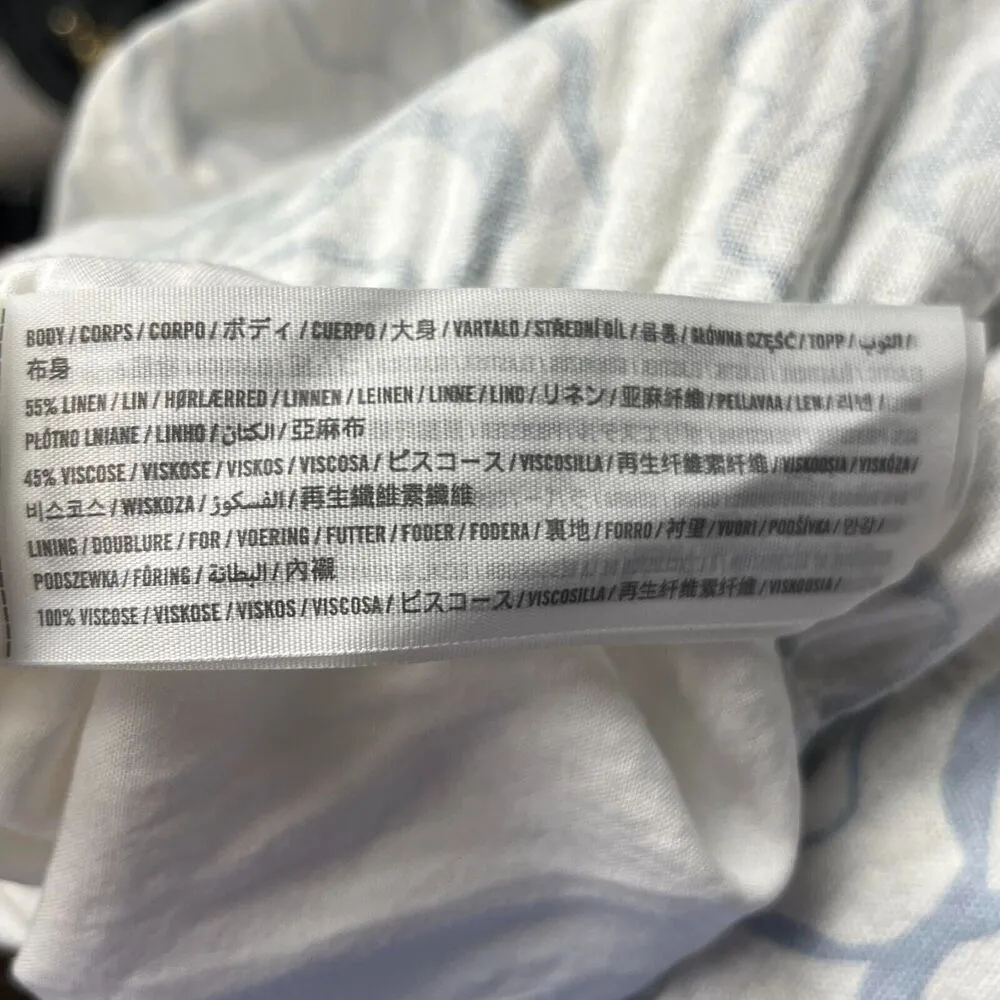 BODY / CORPS / CORPO / ボディ / CUERPO / 大身 / VARTALO / STŘEDNÍ DÍL / 몸통 / GŁÓWNA CZĘŚĆ / TOPP / الثوب /
布身
55% LINEN / LIN / HØRLÆRRED / LINNEN / LEINEN / LINNE / LINO / リネン / 亚麻纤维 / PELLAVAA / LEN / 리넨 /
PŁÓTNO LNIANE / LINHO / الكتان / 亞麻布
45% VISCOSE / VISKOSE / VISKOS / VISCOSA / ビスコース / VISCOSILLA / 再生纤维素纤维 / VISKOOSIA / VISKÓZA /
비스코스 / WISKOZA / الفسكوز / 再生纖維素纖維
LINING / DOUBLURE / FOR / VOERING / FUTTER / FODER / FODERA / 裏地 / FORRO / 衬里 / VUORI / PODŠÍVKA / 안감 /
PODSZEWKA / FÔRING / البطانة / 內襯
100% VISCOSE / VISKOSE / VISKOS / VISCOSA / ビスコース / VISCOSILLA / 再生纤维素纤维 / VISKOOSIA /